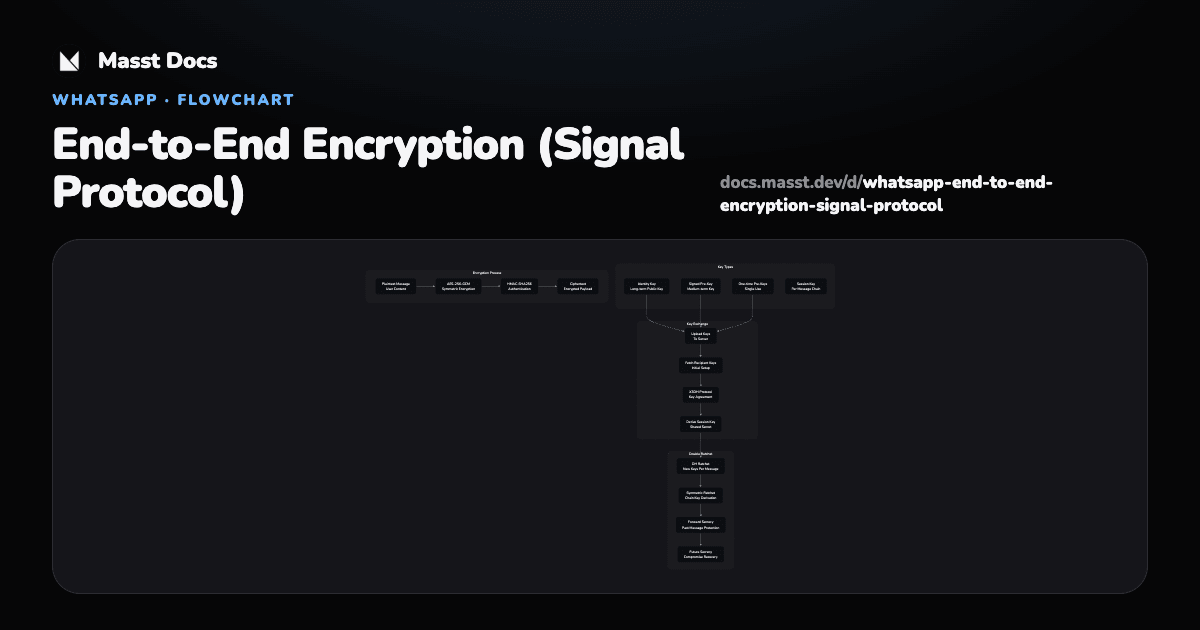 Masst Docs
WHATSAPP · FLOWCHART
End-to-End Encryption (Signal
Protocol)
docs.masst.dev/d/whatsapp-end-to-end-
encryption-signal-protocol
Encryption Process
Plaintext Message
User Content
AES-256-GCM
Symmetric Encryption
HMAC-SHA256
Authentication
Ciphertext
Encrypted Payload
Key Types
Identity Key
Long-term Public Key
Signed Pre-Key
Medium-term Key
One-time Pre-Keys
Single Use
Session Key
Per Message Chain
Key Exchange
Upload Keys
To Server
Fetch Recipient Keys
Initial Setup
X3DH Protocol
Key Agreement
Derive Session Key
Shared Secret
Double Ratchet
DH Ratchet
New Keys Per Message
Symmetric Ratchet
Chain Key Derivation
Forward Secrecy
Past Message Protection
Future Secrecy
Compromise Recovery